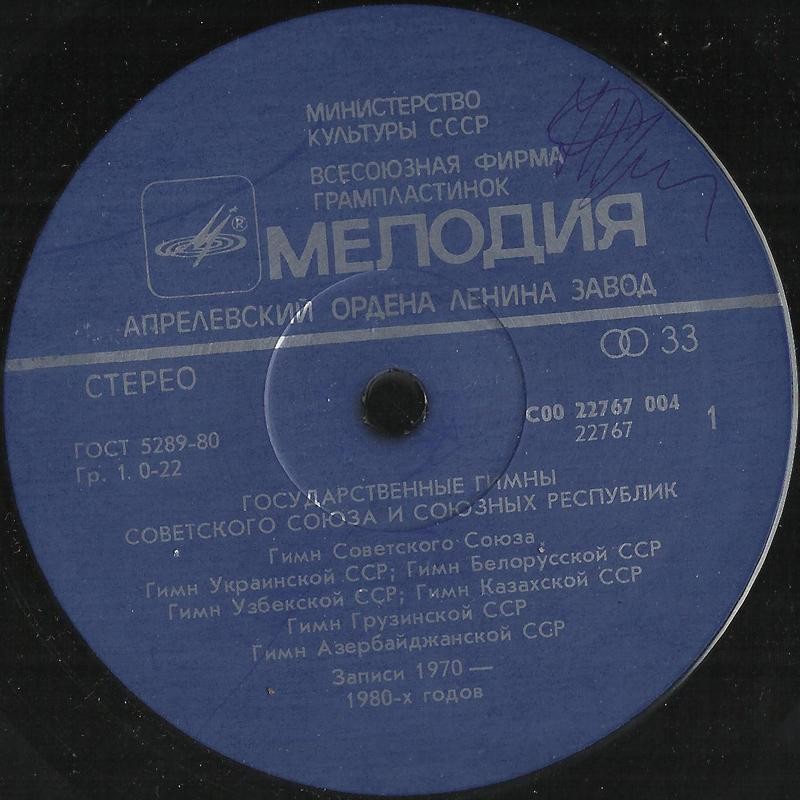 МИНИСТЕРСТВО
КУЛЬТУРЫ СССР
ВСЕСОЮЗНАЯ ФИРМА
ГРАМПЛАСТИНОК
®
МЕЛОДИЯ
АПРЕЛЕВСКИЙ ОРДЕНА ЛЕНИНА ЗАВОД
СТЕРЕО
33
ГОСТ 5289-80
Гр. 1. 0-22
С00 22767 004
22767
1
ГОСУДАРСТВЕННЫЕ ГИМНЫ
СОВЕТСКОГО СОЮЗА И СОЮЗНЫХ РЕСПУБЛИК
Гимн Советского Союза
Гимн Украинской ССР; Гимн Белорусской ССР
Гимн Узбекской ССР; Гимн Казахской ССР
Гимн Грузинской ССР
Гимн Азербайджанской ССР
Записи 1970 —
1980-х годов